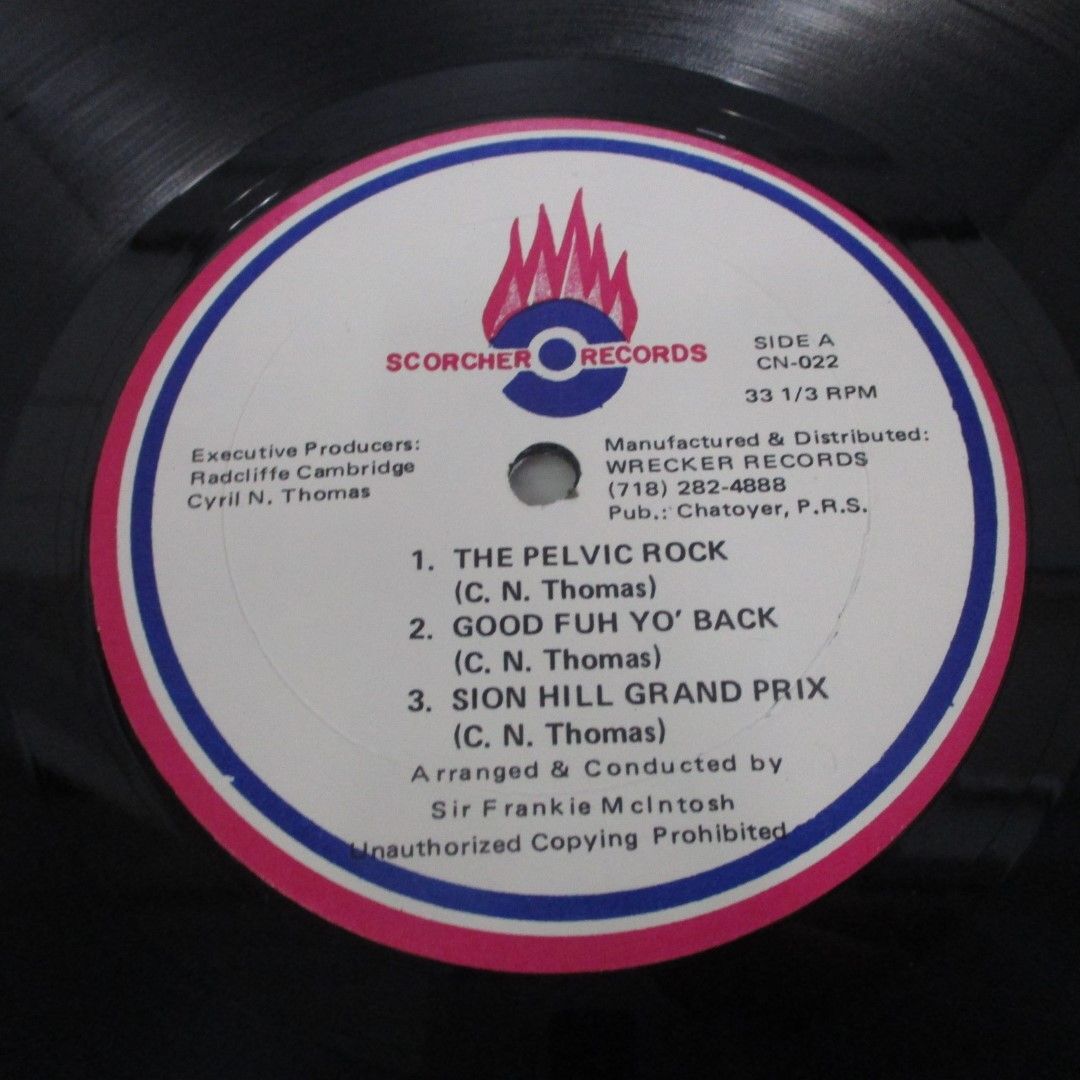 SCORCHER RECORDS
SIDE A
CN-022
33 1/3 RPM
Executive Producers:
Radcliffe Cambridge
Cyril N. Thomas
Manufactured & Distributed:
WRECKER RECORDS
(718) 282-4888
Pub.: Chatoyer, P.R.S.
1. THE PELVIC ROCK
(C. N. Thomas)
2. GOOD FUH YO' BACK
(C. N. Thomas)
3. SION HILL GRAND PRIX
(C. N. Thomas)
Arranged & Conducted by
Sir Frankie McIntosh
Unauthorized Copying Prohibited